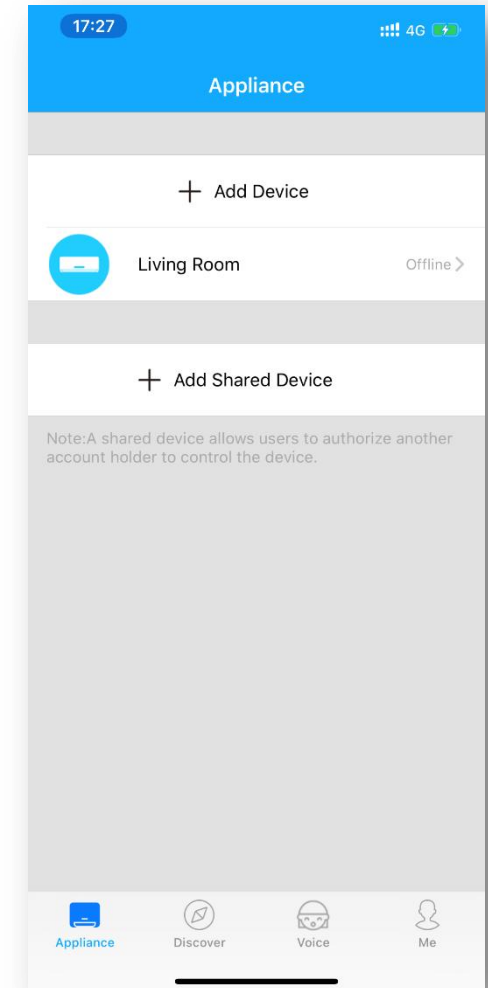 17:27
4G
Appliance
Add Device
Living Room
Offline
Add Shared Device
Note:A shared device allows users to authorize another
account holder to control the device.
Appliance Discover Voice Me